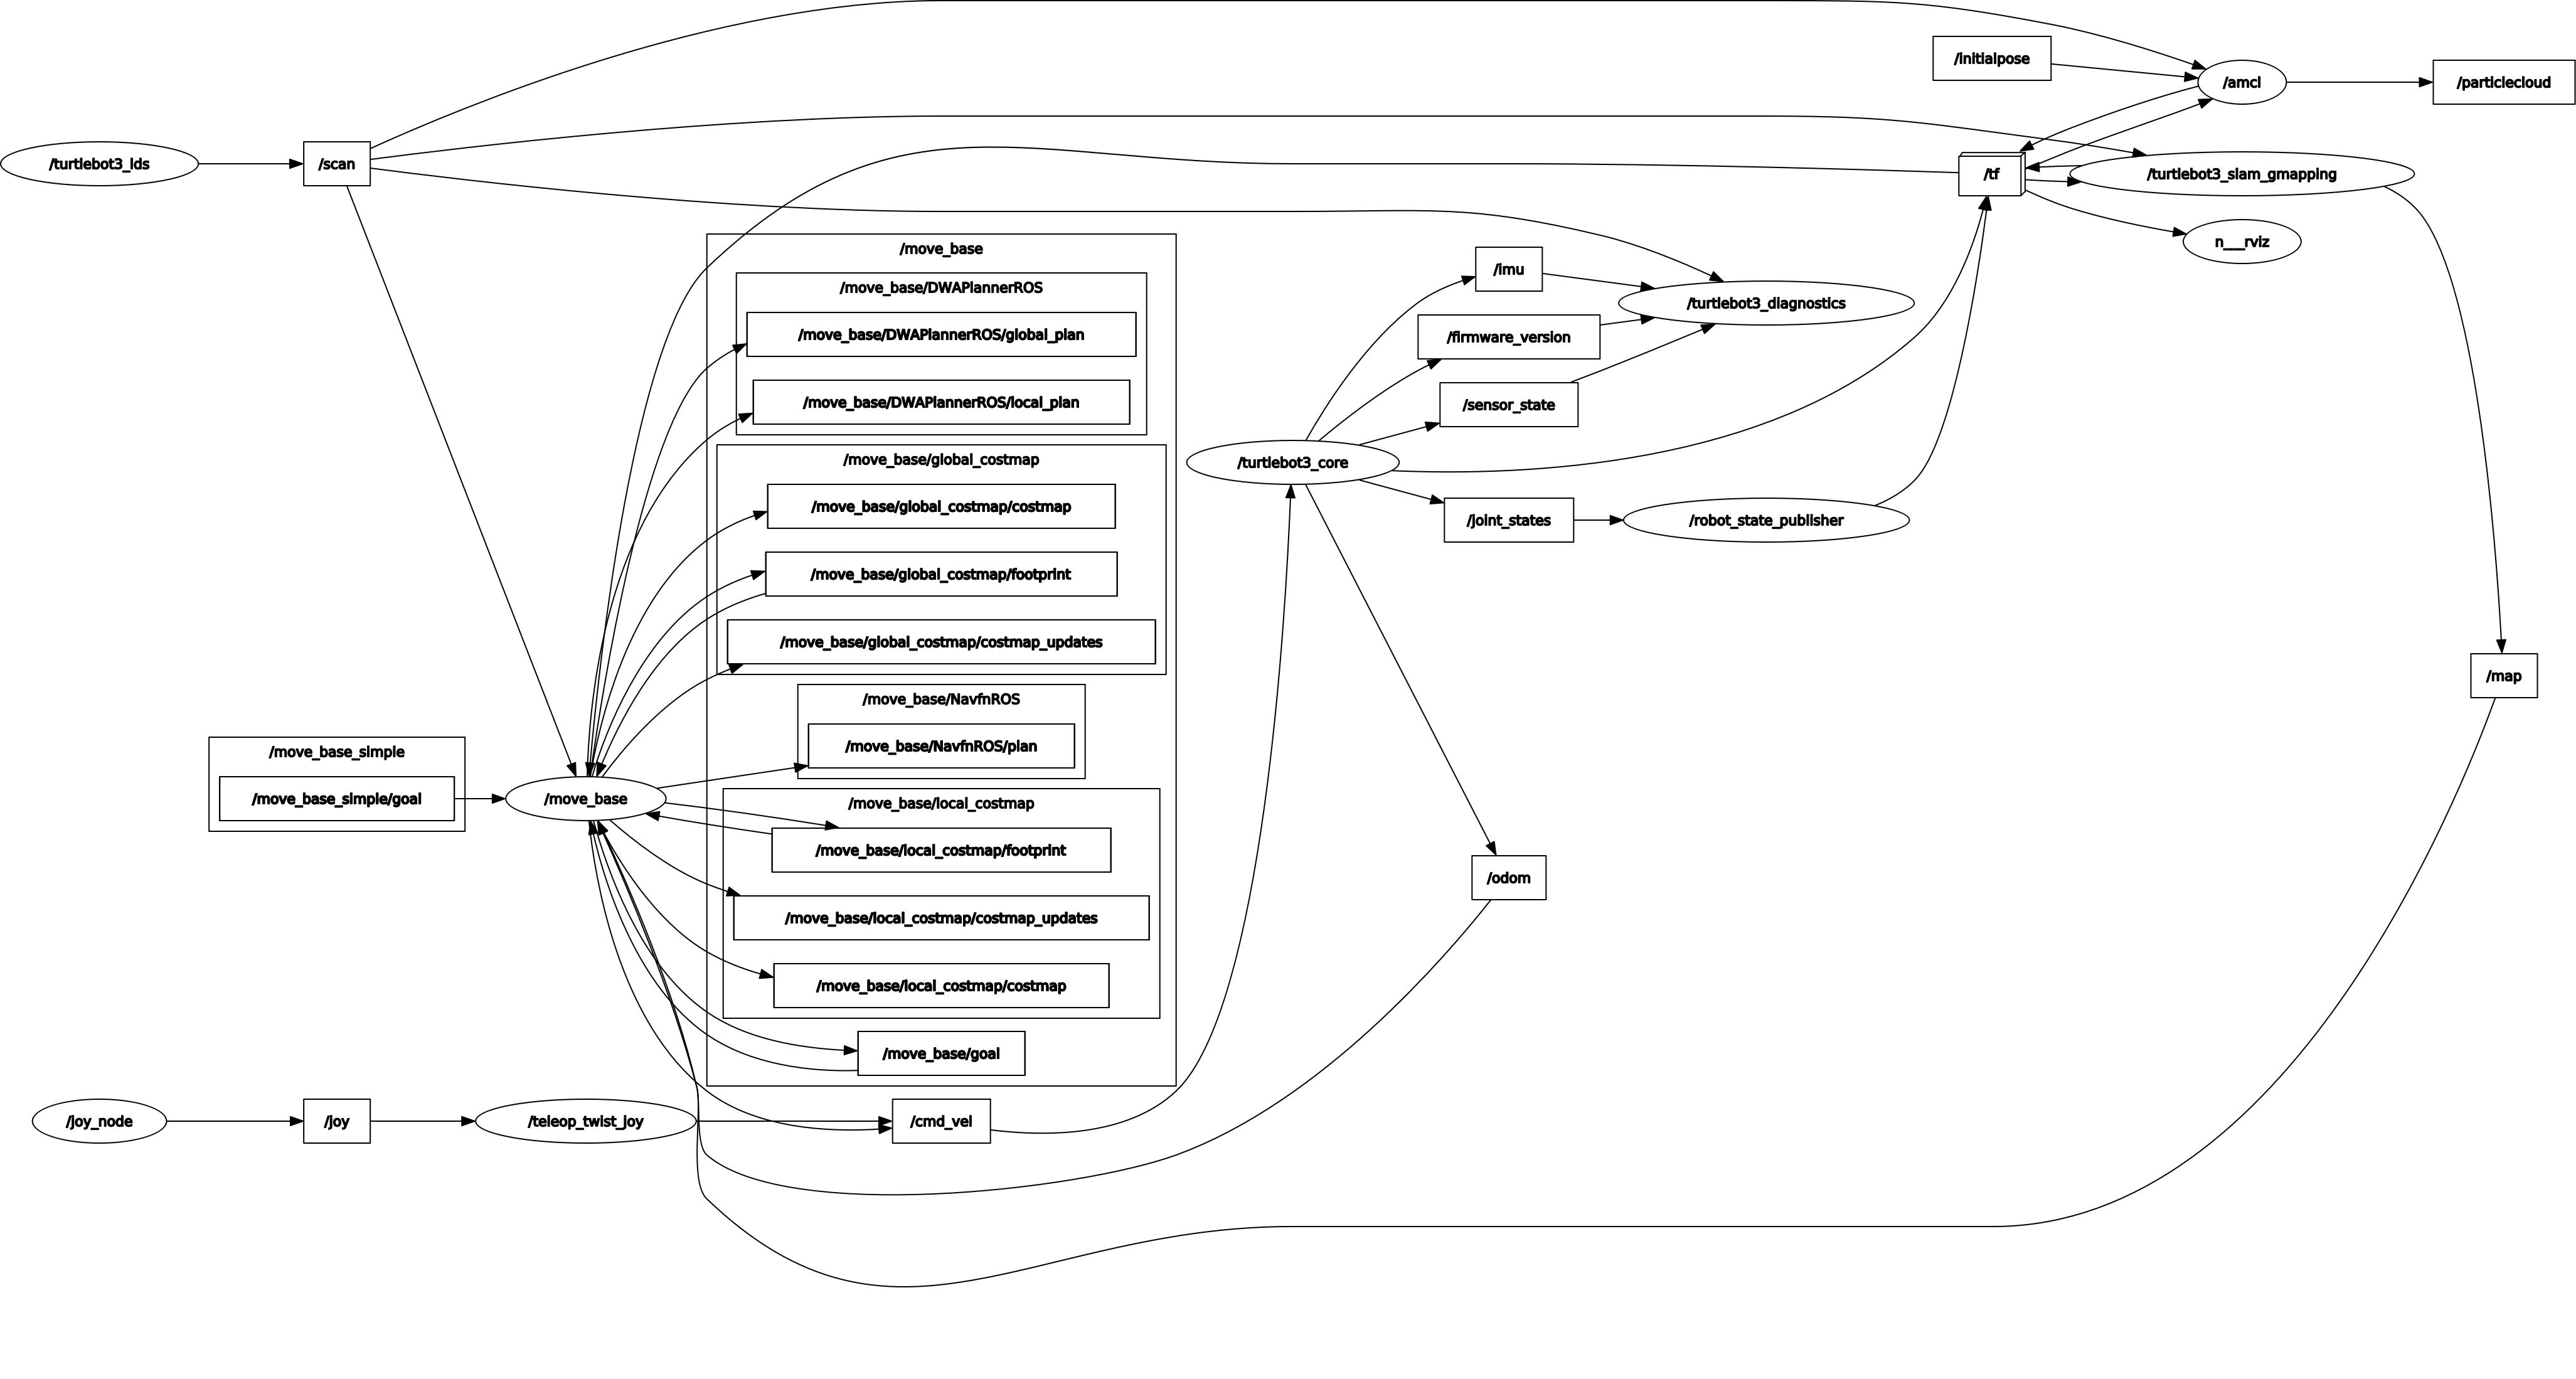 /initialpose
/amcl
/particlecloud
/turtlebot3_lds
/scan
/tf
/turtlebot3_slam_gmapping
n___rviz
/move_base
/move_base/DWAPlannerROS
/move_base/DWAPlannerROS/global_plan
/move_base/DWAPlannerROS/local_plan
/imu
/turtlebot3_diagnostics
/firmware_version
/sensor_state
/move_base/global_costmap
/move_base/global_costmap/costmap
/move_base/global_costmap/footprint
/move_base/global_costmap/costmap_updates
/turtlebot3_core
/joint_states
/robot_state_publisher
/map
/move_base/NavfnROS
/move_base/NavfnROS/plan
/move_base_simple
/move_base_simple/goal
/move_base
/move_base/local_costmap
/move_base/local_costmap/footprint
/move_base/local_costmap/costmap_updates
/move_base/local_costmap/costmap
/odom
/move_base/goal
/joy_node
/joy
/teleop_twist_joy
/cmd_vel